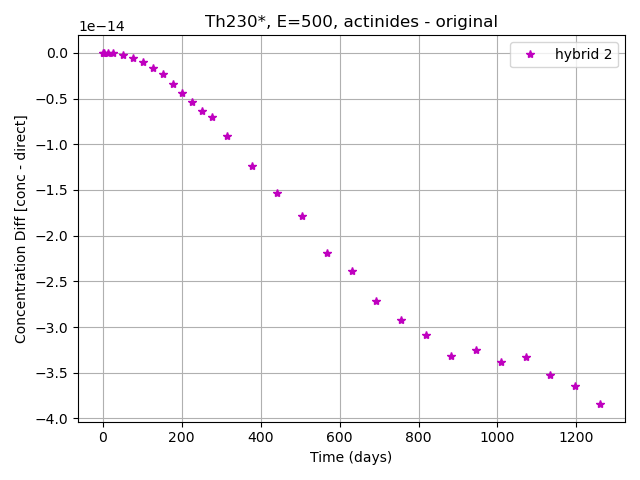 Th230*, E=500, actinides - original
1e−14
hybrid 2
0.0
−0.5
−1.0
−1.5
−2.0
−2.5
−3.0
−3.5
−4.0
Concentration Diff [conc - direct]
0 200 400 600 800 1000 1200
Time (days)